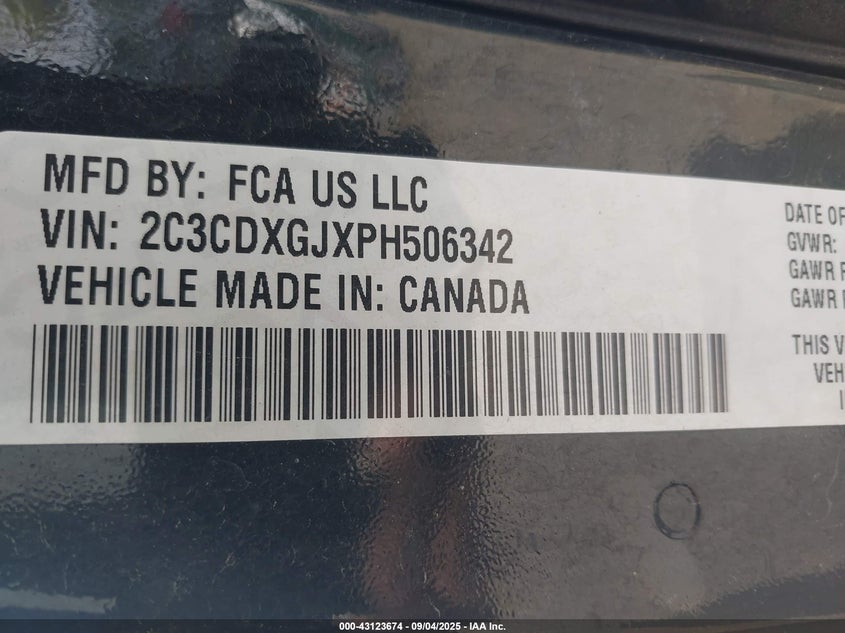 MFD BY: FCA US LLC
VIN: 2C3CDXGJXPH506342
VEHICLE MADE IN: CANADA
DATE OF
GVWR:
GAWR
GAWR
THIS
000-43123674 - 09/04/2025 - IAA Inc.